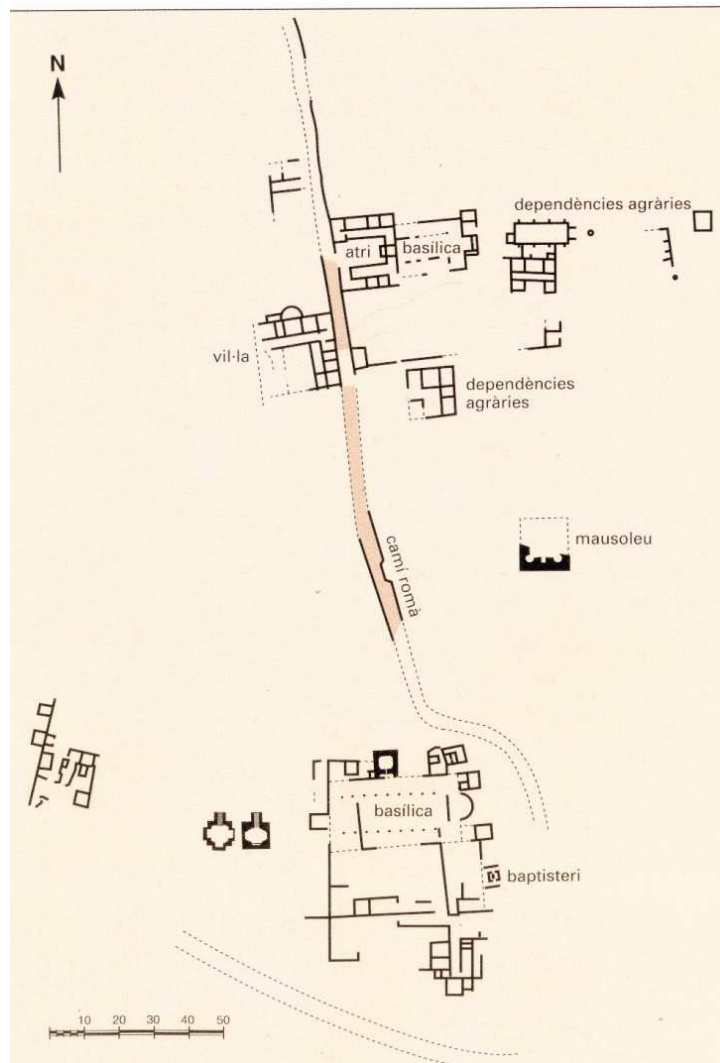 N
dependències agràries
atri
basílica
vil·la
dependències
agràries
mausoleu
camí romà
basílica
baptisteri
10 20 30 40 50